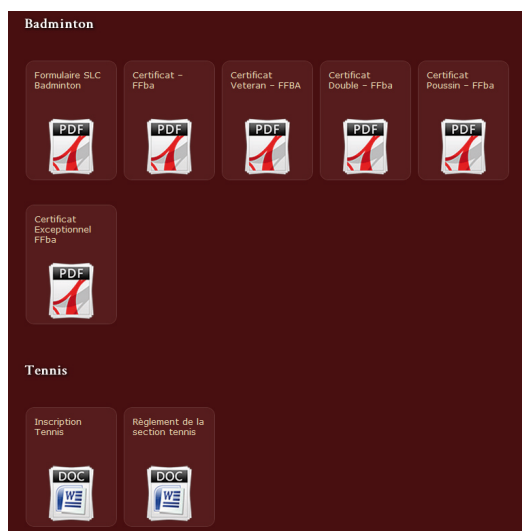 Badminton
Formulaire SLC
Badminton
PDF
Certificat –
FFba
PDF
Certificat
Veteran – FFBA
PDF
Certificat
Double – FFba
PDF
Certificat
Poussin – FFba
PDF
Certificat
Exceptionnel
FFba
PDF
Tennis
Inscription
Tennis
DOC
W
Règlement de la
section tennis
DOC
W